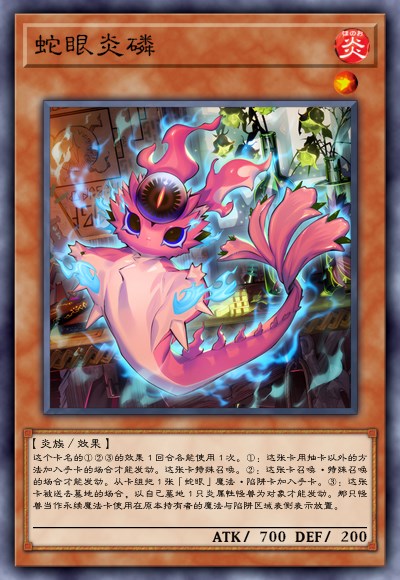 蛇眼炎磷
ほのお
炎
【炎族／效果】
这个卡名的①②③的效果1回合各能使用1次。①：这张卡用抽卡以外的方
法加入手卡的场合才能发动。这张卡特殊召唤。②：这张卡召唤·特殊召唤
的场合才能发动。从卡组把1张「蛇眼」魔法·陷阱卡加入手卡。③：这张
卡被送去墓地的场合，以自己墓地1只炎属性怪兽为对象才能发动。那只怪
兽当作永续魔法卡使用在原本持有者的魔法与陷阱区域表侧表示放置。
ATK/ 700 DEF/ 200